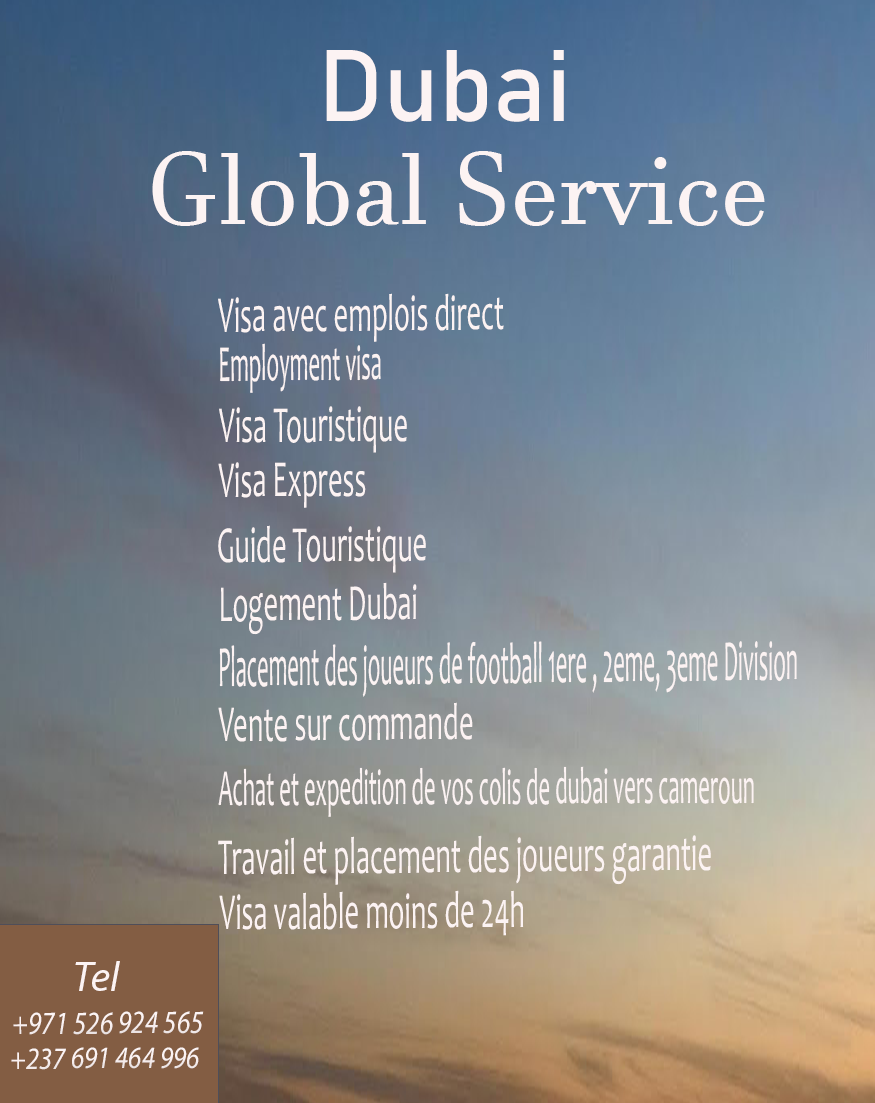 Dubai
Global Service
Visa avec emplois direct
Employment visa
Visa Touristique
Visa Express
Guide Touristique
Logement Dubai
Placement des joueurs de football 1ere , 2eme, 3eme Division
Vente sur commande
Achat et expedition de vos colis de dubai vers cameroun
Travail et placement des joueurs garantie
Visa valable moins de 24h
Tel
+971 526 924 565
+237 691 464 996